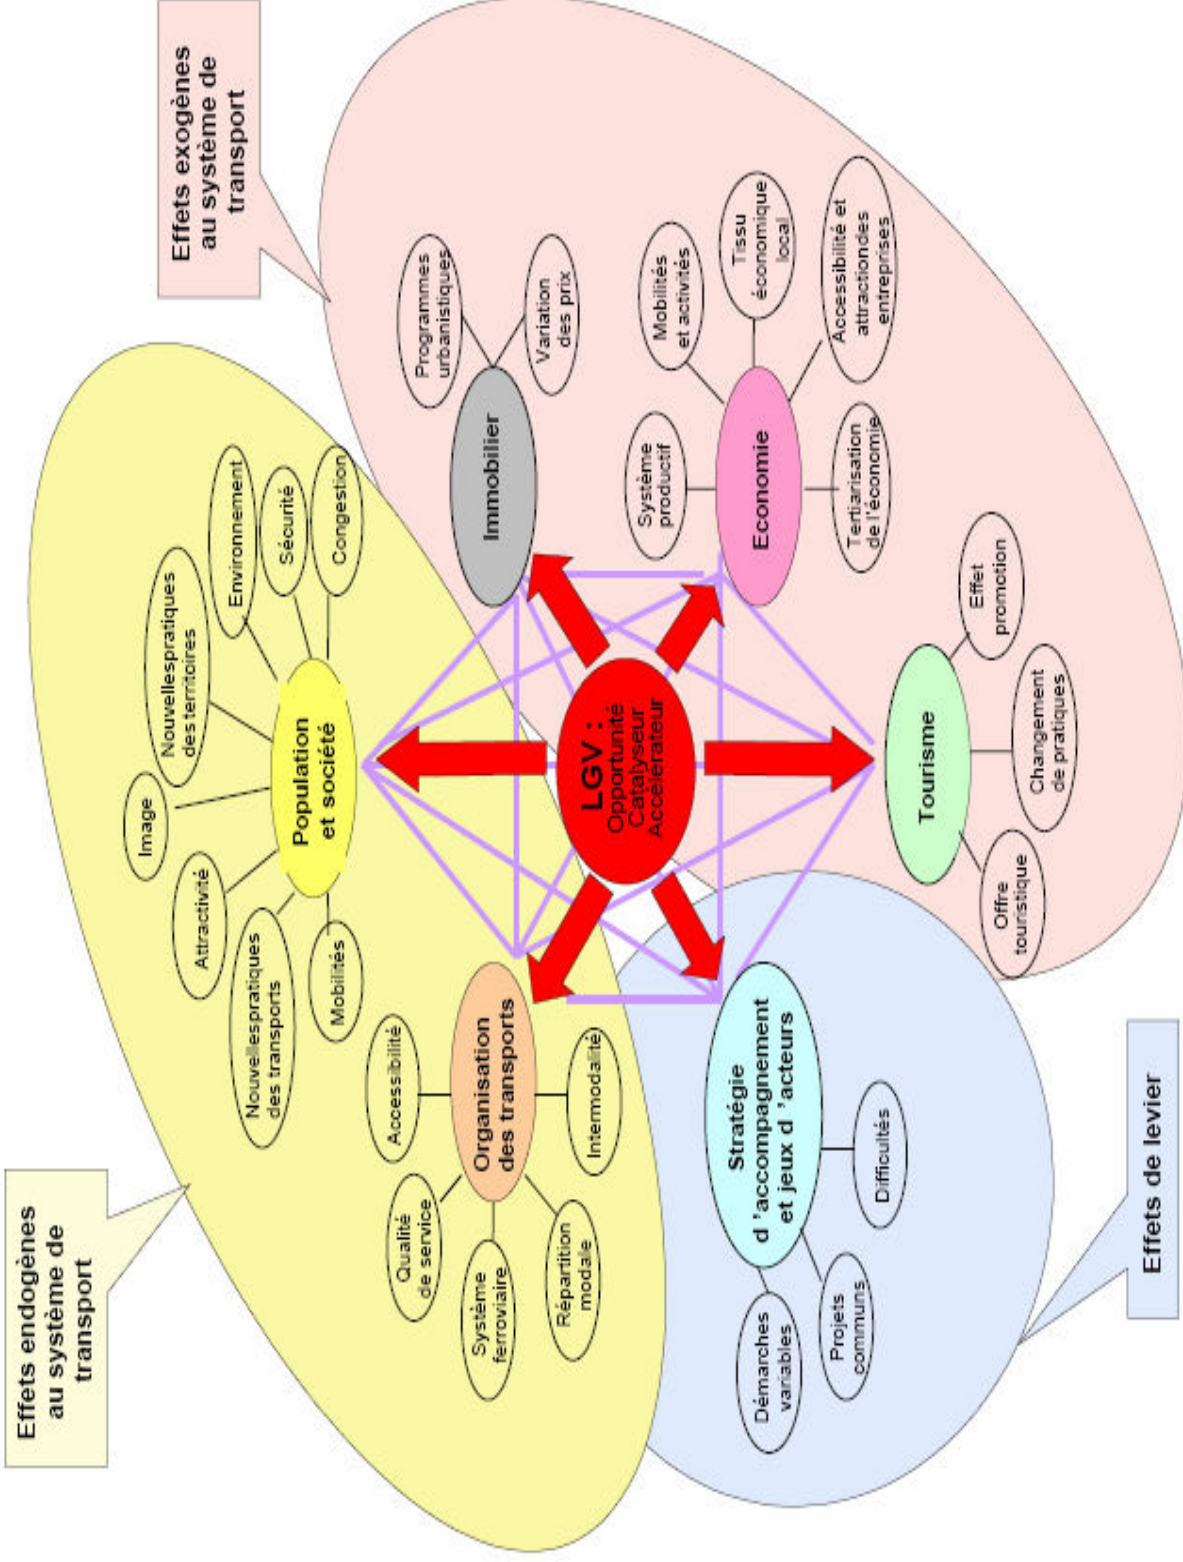 Effets endogènes
au système de
transport
Effets exogènes
au système de
transport
Image
Nouvellespratiques
des territoires
Environnement
Sécurité
Congestion
Attractivité
Nouvellespratiques
des transports
Mobilités
Population
et société
Accessibilité
Qualité
de service
Système
ferroviaire
Répartition
modale
Intermodalité
Organisation
des transports
Immobilier
Programmes
urbanistiques
Variation
des prix
LGV :
Opportunité
Catalyseur
Accélérateur
Système
productif
Mobilités
et activités
Tissu
économique
local
Accessibilité et
attractiondes
entreprises
Tertiarisation
de l'économie
Economie
Stratégie
d 'accompagnement
et jeux d 'acteurs
Démarches
variables
Projets
communs
Difficultés
Tourisme
Offre
touristique
Changement
de pratiques
Effet
promotion
Effets de levier